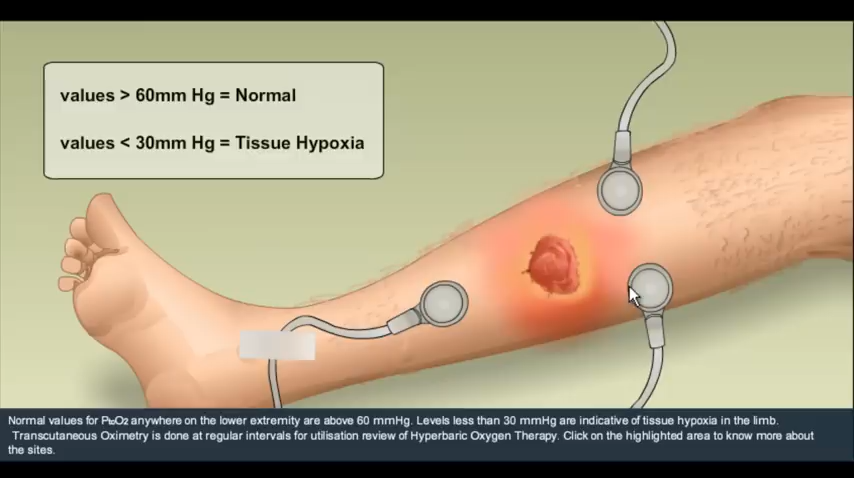 values > 60mm Hg = Normal
values < 30mm Hg = Tissue Hypoxia
Normal values for PtcO2 anywhere on the lower extremity are above 60 mmHg. Levels less than 30 mmHg are indicative of tissue hypoxia in the limb.
Transcutaneous Oximetry is done at regular intervals for utilisation review of Hyperbaric Oxygen Therapy. Click on the highlighted area to know more about
the sites.